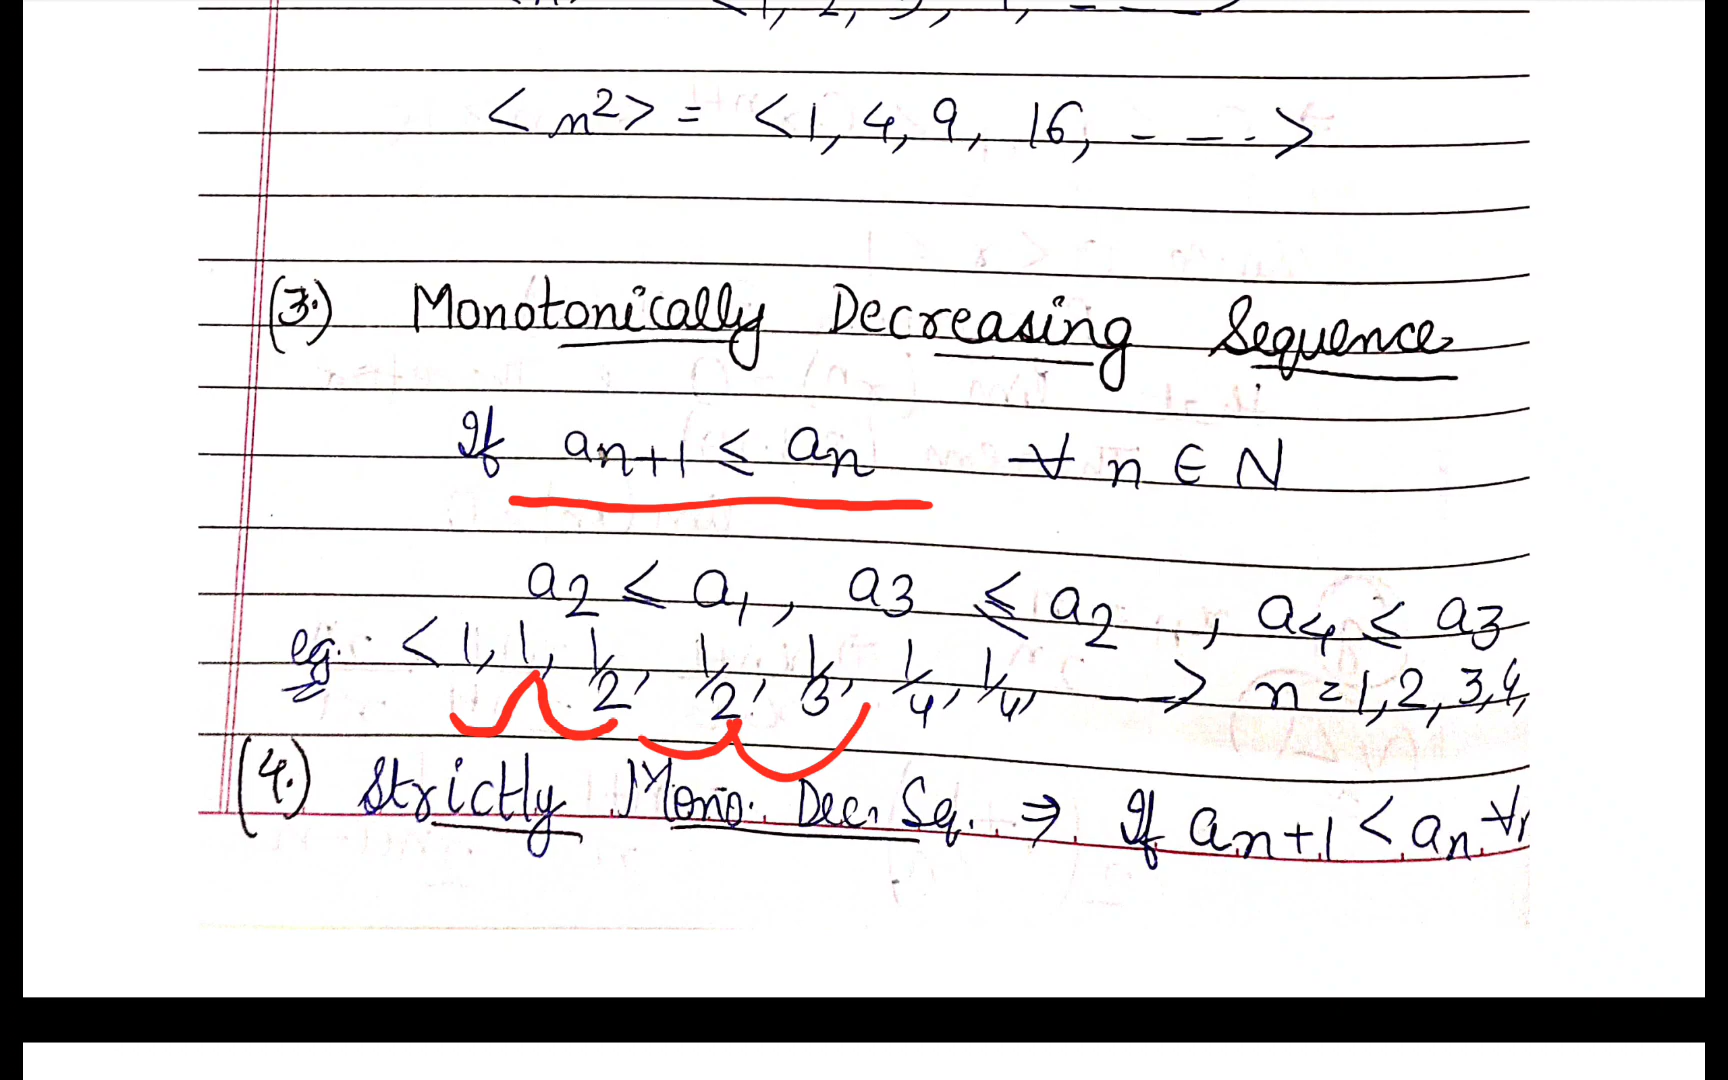 < n² > = < 1, 4, 9, 16, - - - >
(3.) Monotonically Decreasing Sequence
If an+1 ≤ an ∀ n ∈ N
a2 ≤ a1, a3 ≤ a2, a4 ≤ a3
eg. < 1, 1, 1/2, 1/2, 1/3, 1/4, 1/4, —> n = 1, 2, 3, 4,
(4.) Strictly Mono. Dec. Seq. ⇒ If an+1 < an ∀